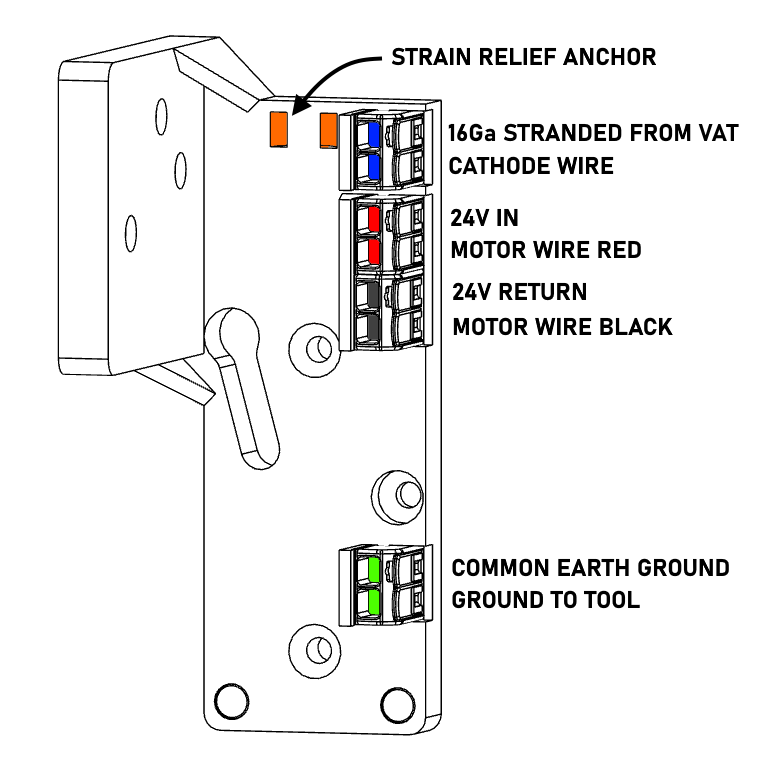 STRAIN RELIEF ANCHOR
16Ga STRANDED FROM VAT
CATHODE WIRE
24V IN
MOTOR WIRE RED
24V RETURN
MOTOR WIRE BLACK
COMMON EARTH GROUND
GROUND TO TOOL